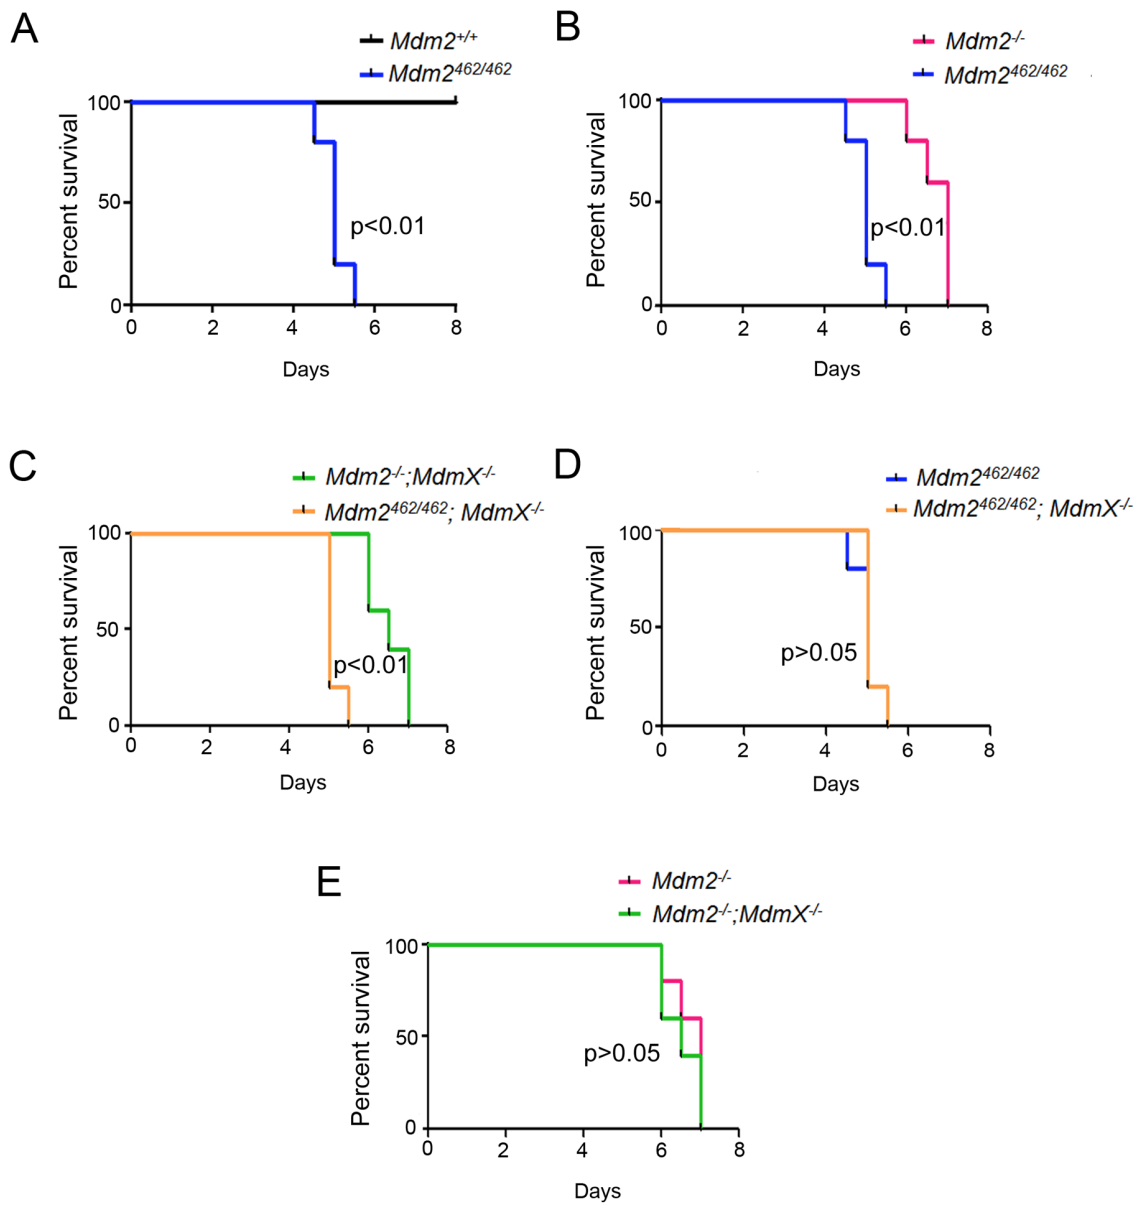 A
Mdm2+/+
Mdm2462/462
Percent survival
100
50
0
p<0.01
0 2 4 6 8
Days
B
Mdm2-/-
Mdm2462/462
Percent survival
100
50
0
p<0.01
0 2 4 6 8
Days
C
Mdm2-/-;MdmX-/-
Mdm2462/462; MdmX-/-
Percent survival
100
50
0
p<0.01
0 2 4 6 8
Days
D
Mdm2462/462
Mdm2462/462; MdmX-/-
Percent survival
100
50
0
p>0.05
0 2 4 6 8
Days
E
Mdm2-/-
Mdm2-/-;MdmX-/-
Percent survival
100
50
0
p>0.05
0 2 4 6 8
Days